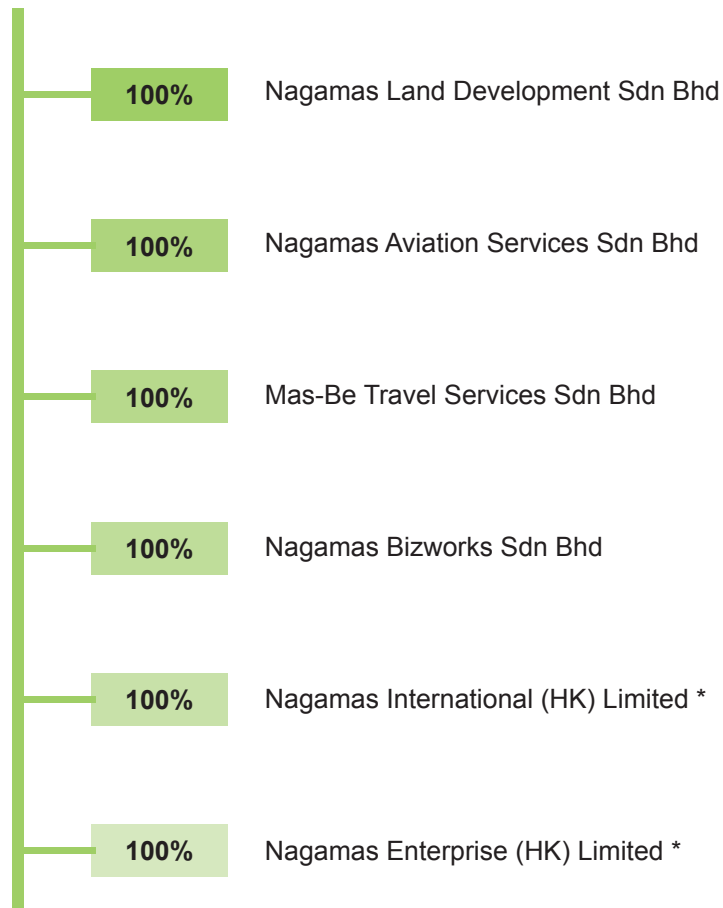 100% Nagamas Land Development Sdn Bhd
100% Nagamas Aviation Services Sdn Bhd
100% Mas-Be Travel Services Sdn Bhd
100% Nagamas Bizworks Sdn Bhd
100% Nagamas International (HK) Limited *
100% Nagamas Enterprise (HK) Limited *